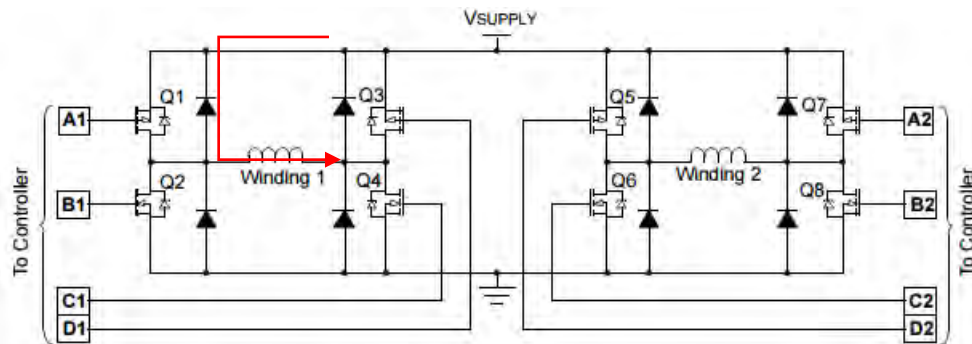 VSUPPLY
Q1
Q3
Q5
Q7
A1
A2
Winding 1
Winding 2
Q2
Q4
Q6
Q8
B1
B2
To Controller
To Controller
C1
C2
D1
D2